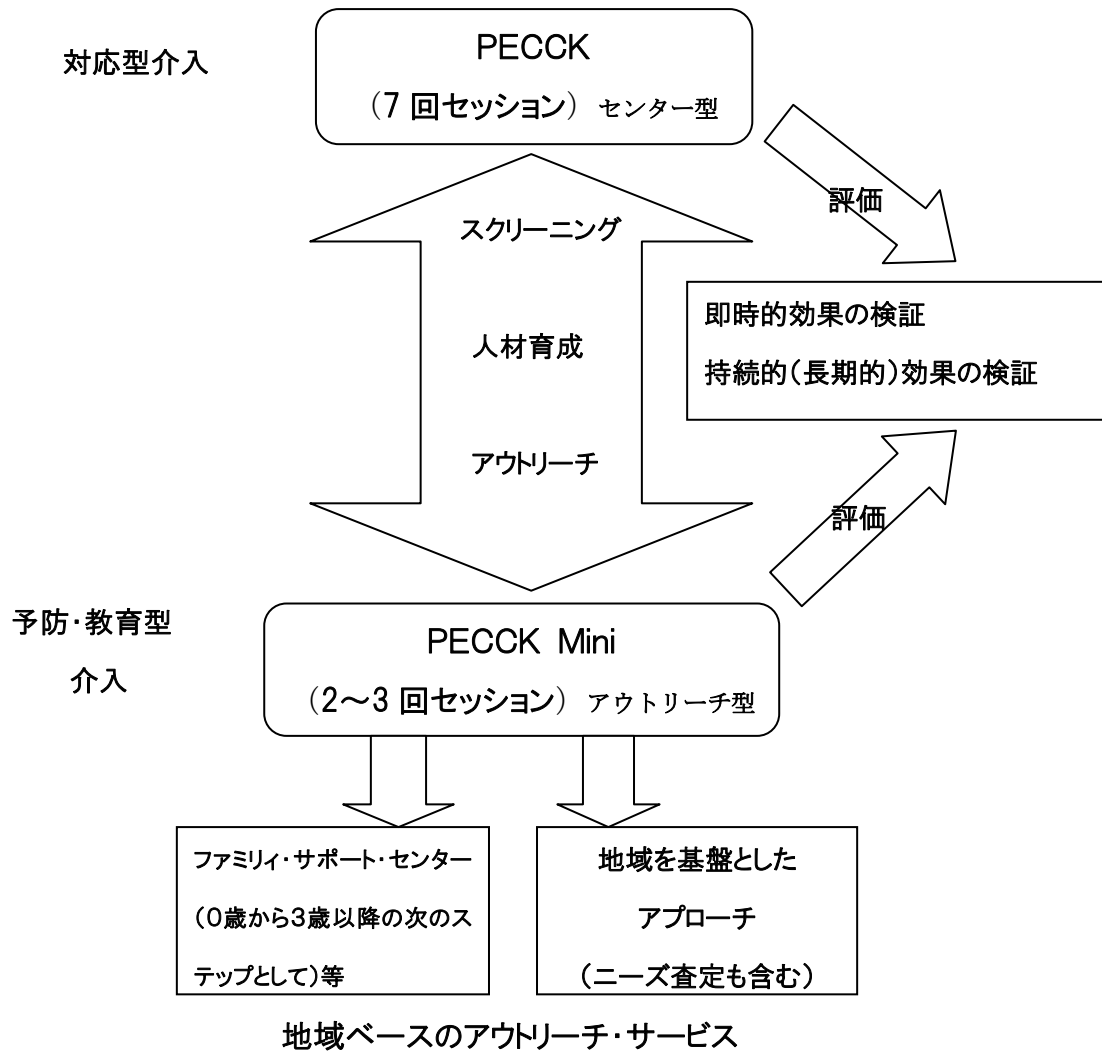 対応型介入
PECCK
（7 回セッション） センター型
スクリーニング
人材育成
アウトリーチ
評価
即時的効果の検証
持続的（長期的）効果の検証
評価
予防・教育型
介入
PECCK Mini
（2～3 回セッション） アウトリーチ型
ファミリィ・サポート・センター
（０歳から３歳以降の次のス
テップとして）等
地域を基盤とした
アプローチ
（ニーズ査定も含む）
地域ベースのアウトリーチ・サービス